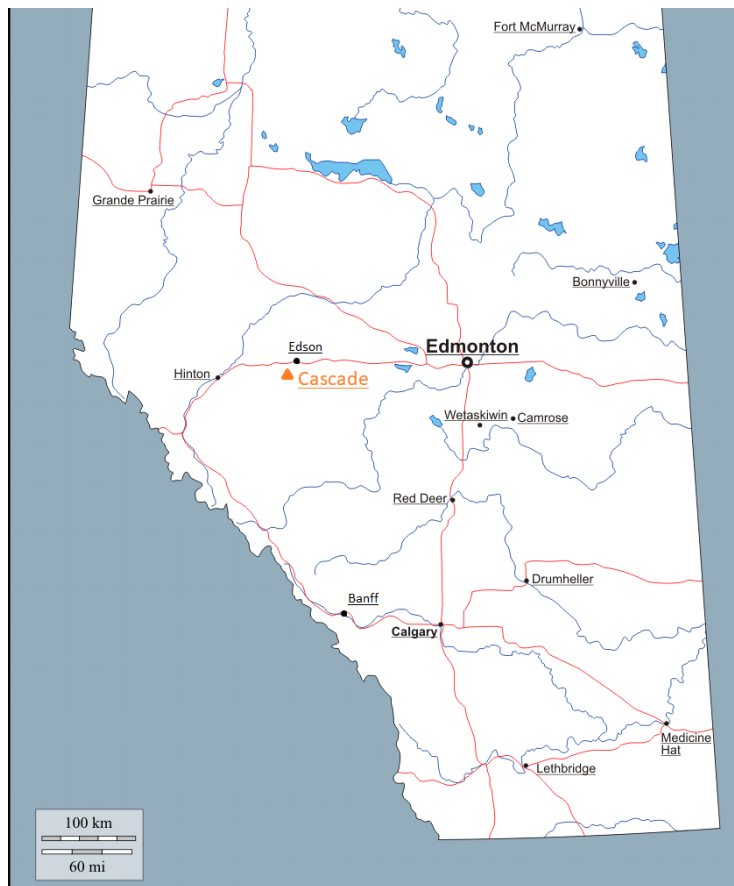 Fort McMurray
Grande Prairie
Bonnyville
Edmonton
Edson
Hinton
Cascade
Wetaskiwin
Camrose
Red Deer
Drumheller
Banff
Calgary
Medicine
Hat
Lethbridge
100 km
60 mi